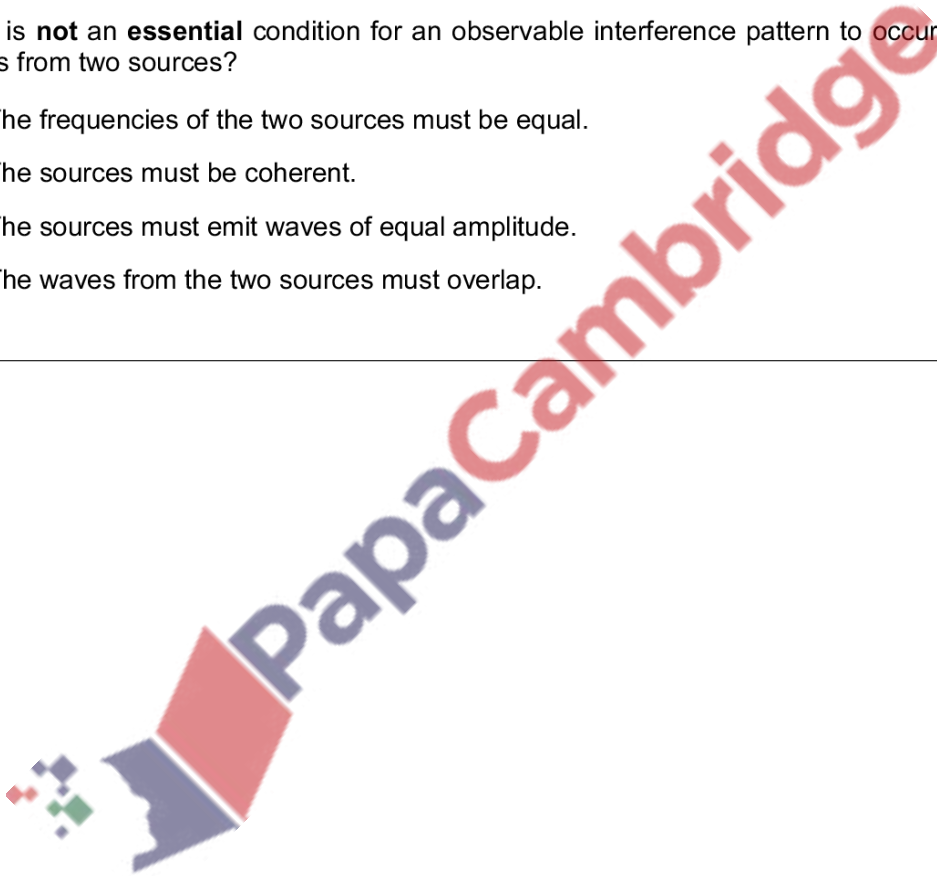 is not an essential condition for an observable interference pattern to occur
s from two sources?
he frequencies of the two sources must be equal.
he sources must be coherent.
he sources must emit waves of equal amplitude.
The waves from the two sources must overlap.
PapaCambridge